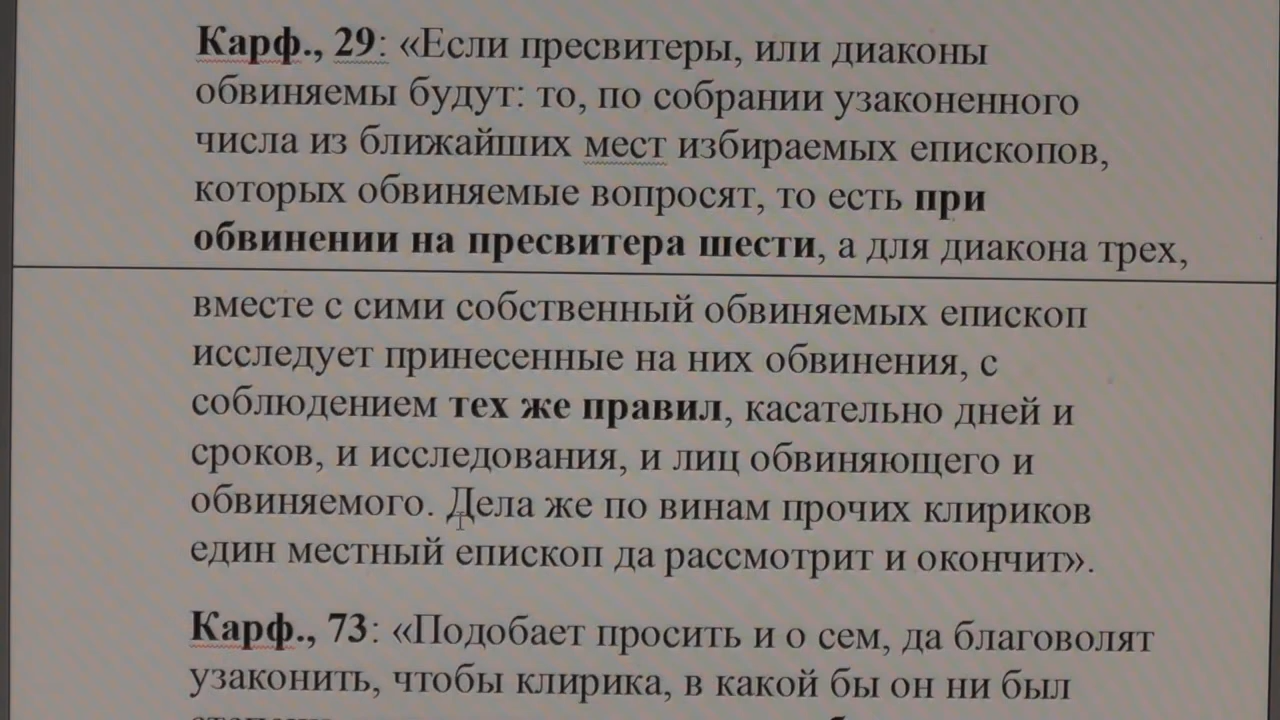 Карф., 29: «Если пресвитеры, или диаконы
обвиняемы будут: то, по собрании узаконенного
числа из ближайших мест избираемых епископов,
которых обвиняемые вопросят, то есть при
обвинении на пресвитера шести, а для диакона трех,
вместе с сими собственный обвиняемых епископ
исследует принесенные на них обвинения, с
соблюдением тех же правил, касательно дней и
сроков, и исследования, и лиц обвиняющего и
обвиняемого. Дела же по винам прочих клириков
един местный епископ да рассмотрит и окончит».
Карф., 73: «Подобает просить и о сем, да благоволят
узаконить, чтобы клирика, в какой бы он ни был